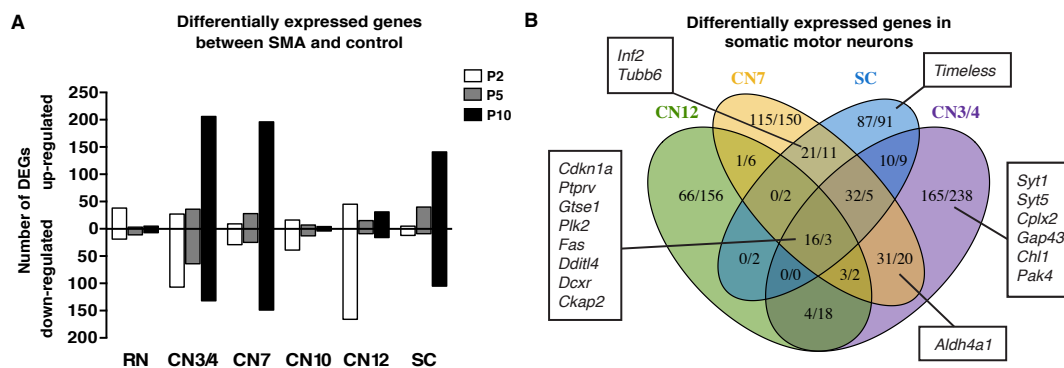 A
Differentially expressed genes
between SMA and control
P2
P5
P10
Number of DEGs
up-regulated
down-regulated
250
200
150
100
50
0
50
100
150
200
RN CN3/4 CN7 CN10 CN12 SC
B
Differentially expressed genes in
somatic motor neurons
Inf2
Tubb6
CN7
SC
Timeless
CN12
CN3/4
115/150
87/91
21/11
1/6
10/9
66/156
0/2
32/5
165/238
16/3
0/2
0/0
3/2
31/20
4/18
Cdkn1a
Ptprv
Gtse1
Plk2
Fas
Dditl4
Dcxr
Ckap2
Syt1
Syt5
Cplx2
Gap43
Chl1
Pak4
Aldh4a1